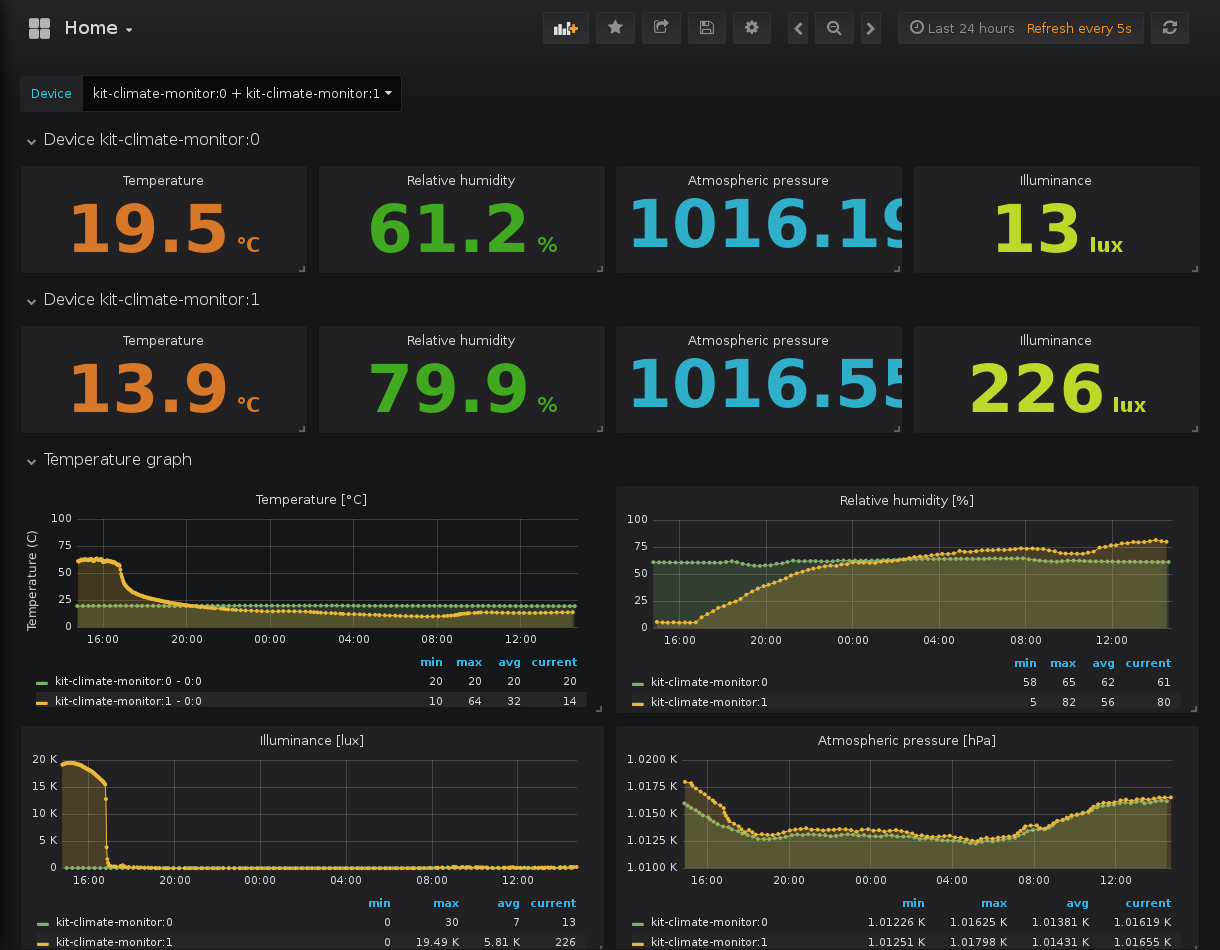 Home
Last 24 hours Refresh every 5s
Device kit-climate-monitor:0 + kit-climate-monitor:1
Device kit-climate-monitor:0
Temperature
19.5 °C
Relative humidity
61.2 %
Atmospheric pressure
1016.19
Illuminance
13 lux
Device kit-climate-monitor:1
Temperature
13.9 °C
Relative humidity
79.9 %
Atmospheric pressure
1016.55
Illuminance
226 lux
Temperature graph
Temperature [°C]
Temperature (C)
100
75
50
25
0
16:00 20:00 00:00 04:00 08:00 12:00
min max avg current
kit-climate-monitor:0 - 0:0 20 20 20 20
kit-climate-monitor:1 - 0:0 10 64 32 14
Relative humidity [%]
100
75
50
25
0
16:00 20:00 00:00 04:00 08:00 12:00
min max avg current
kit-climate-monitor:0 58 65 62 61
kit-climate-monitor:1 5 82 56 80
Illuminance [lux]
20 K
15 K
10 K
5 K
0
16:00 20:00 00:00 04:00 08:00 12:00
min max avg current
kit-climate-monitor:0 0 30 7 13
kit-climate-monitor:1 0 19.49 K 5.81 K 226
Atmospheric pressure [hPa]
1.0200 K
1.0175 K
1.0150 K
1.0125 K
1.0100 K
16:00 20:00 00:00 04:00 08:00 12:00
min max avg current
kit-climate-monitor:0 1.01226 K 1.01625 K 1.01381 K 1.01619 K
kit-climate-monitor:1 1.01251 K 1.01798 K 1.01431 K 1.01655 K